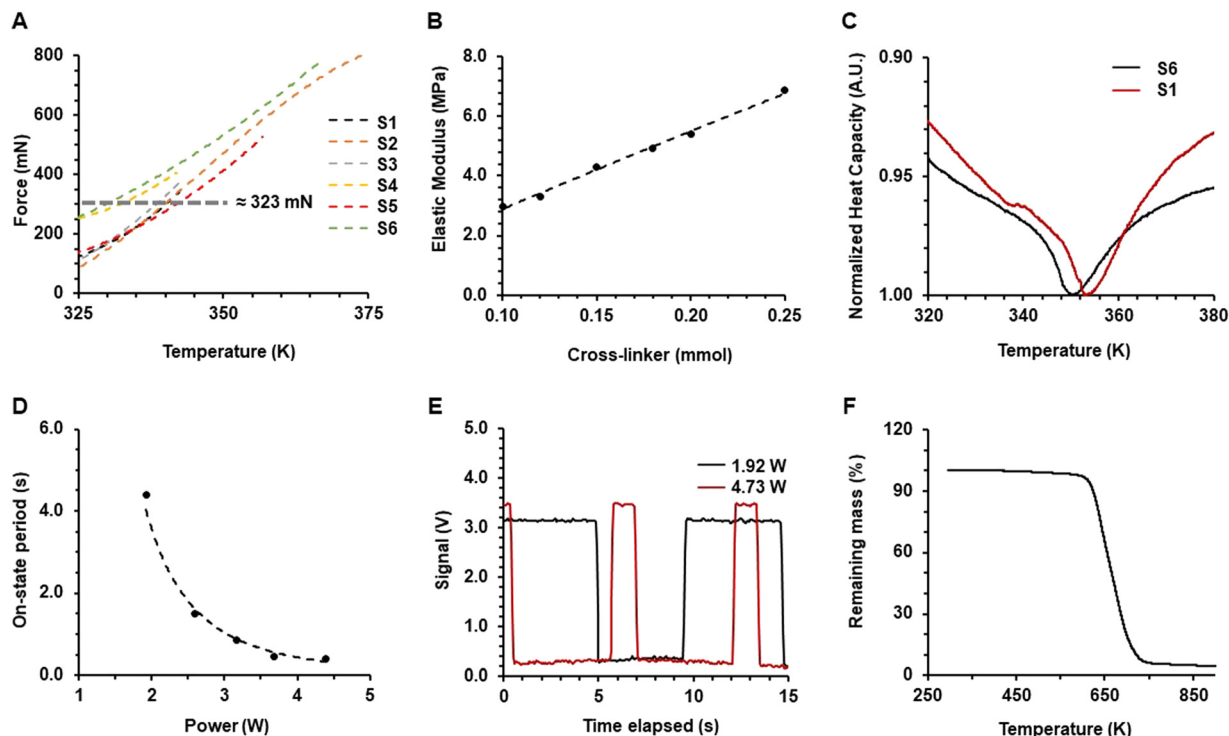 A
800
600
400
200
0
325
350
375
Force (mN)
Temperature (K)
≈ 323 mN
S1
S2
S3
S4
S5
S6
B
8.0
6.0
4.0
2.0
0.0
0.10
0.15
0.20
0.25
Elastic Modulus (MPa)
Cross-linker (mmol)
C
0.90
0.95
1.00
320
340
360
380
Normalized Heat Capacity (A.U.)
Temperature (K)
S6
S1
D
6.0
4.0
2.0
0.0
1
2
3
4
5
On-state period (s)
Power (W)
E
5.0
4.0
3.0
2.0
1.0
0.0
0
5
10
15
Signal (V)
Time elapsed (s)
1.92 W
4.73 W
F
120
90
60
30
0
250
450
650
850
Remaining mass (%)
Temperature (K)